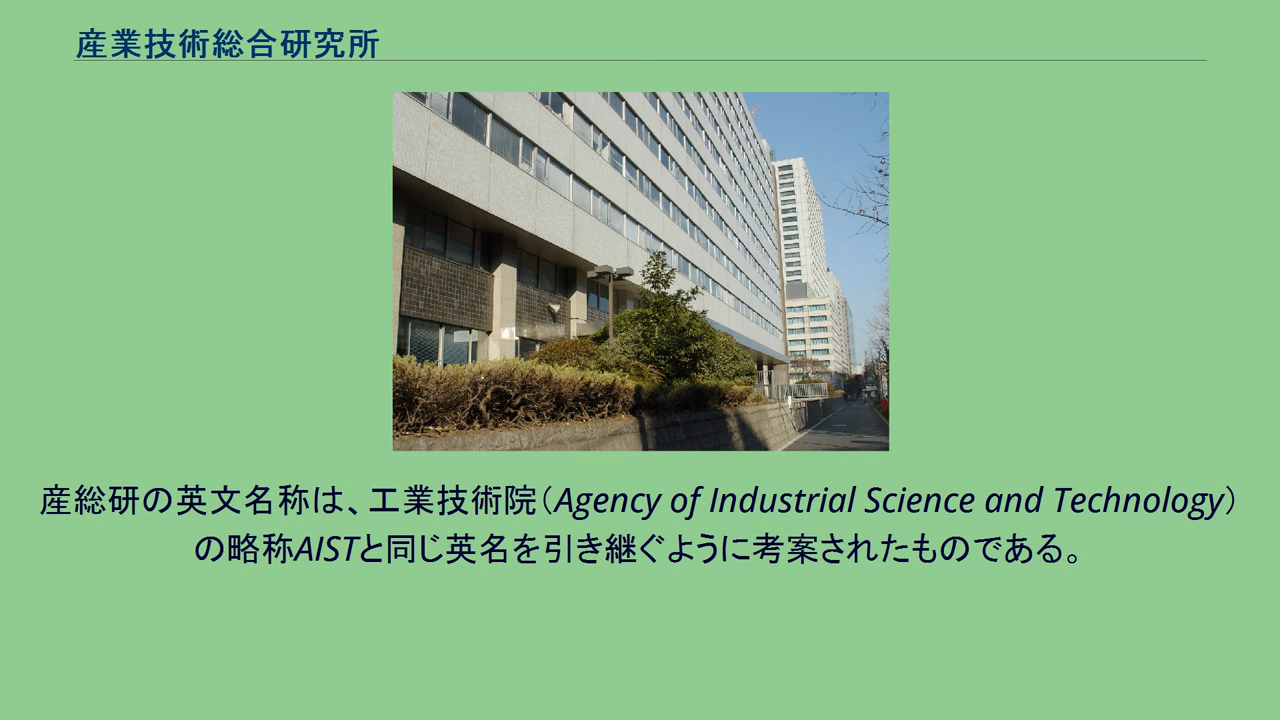 産業技術総合研究所
産総研の英文名称は、工業技術院（Agency of Industrial Science and Technology）
の略称AISTと同じ英名を引き継ぐように考案されたものである。